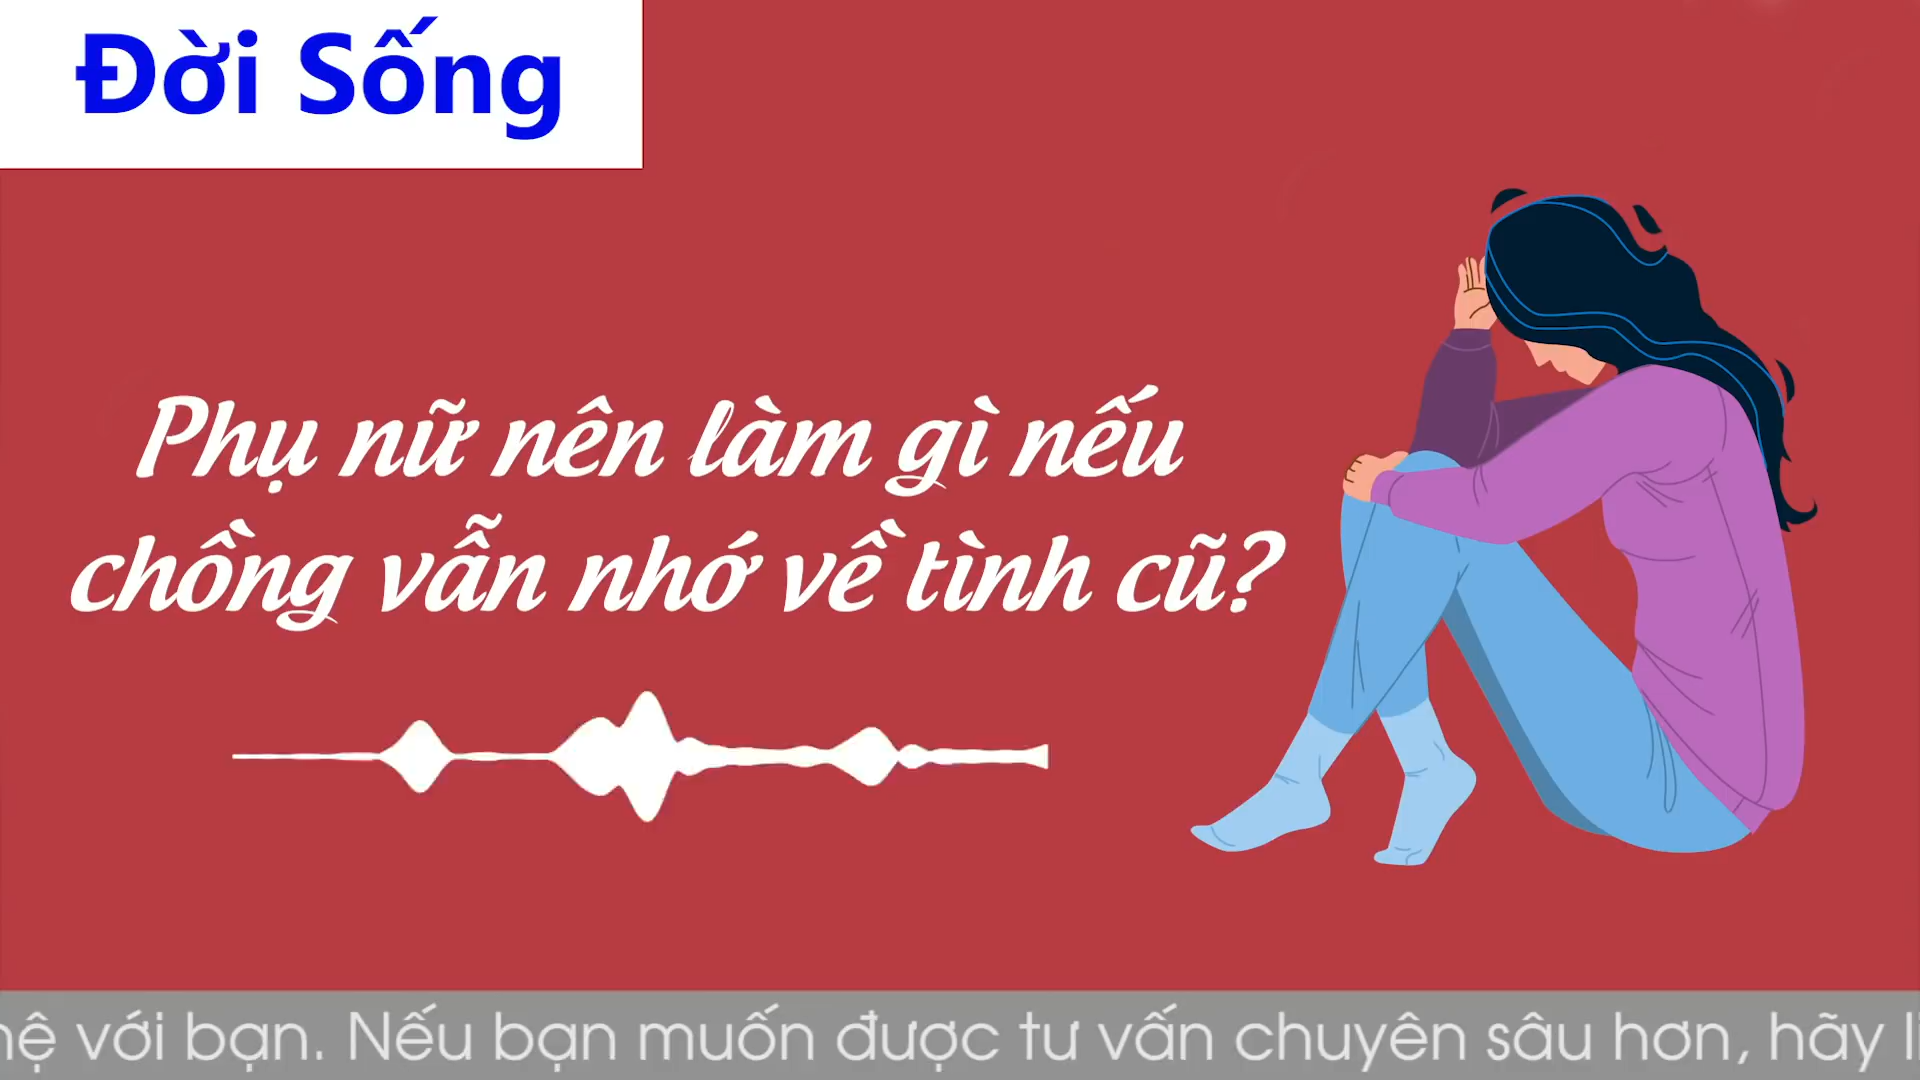 Đời Sống
Phụ nữ nên làm gì nếu
chồng vẫn nhớ về tình cũ?
với bạn. Nếu bạn muốn được tư vấn chuyên sâu hơn, hãy